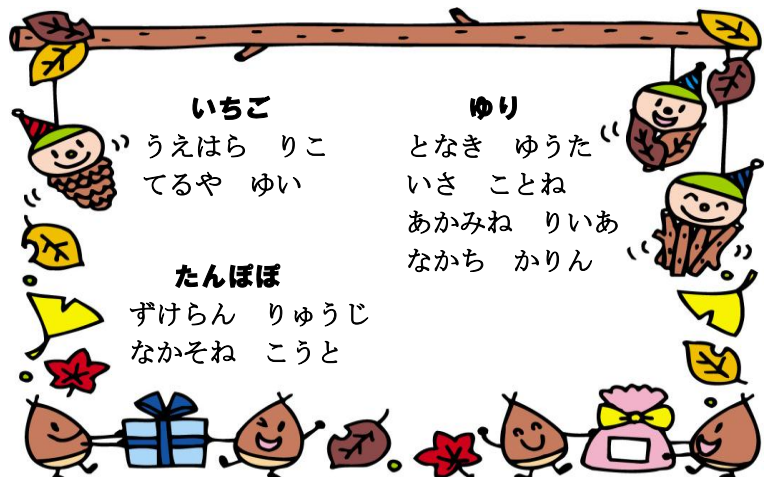 いちご
うえはら　りこ
てるや　ゆい
たんぽぽ
ずけらん　りゅうじ
なかそね　こうと
ゆり
となき　ゆうた
いさ　ことね
あかみね　りいあ
なかち　かりん